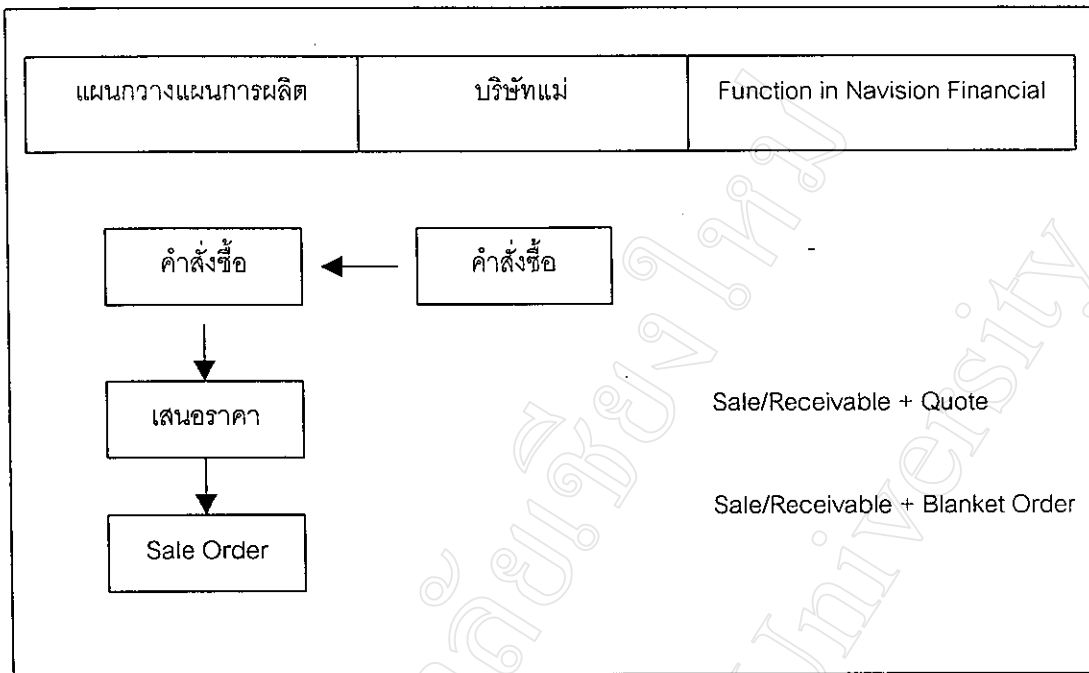 แผนกวางแผนการผลิต
บริษัทแม่
Function in Navision Financial
คำสั่งซื้อ
คำสั่งซื้อ
-
เสนอราคา
Sale/Receivable + Quote
Sale Order
Sale/Receivable + Blanket Order
University